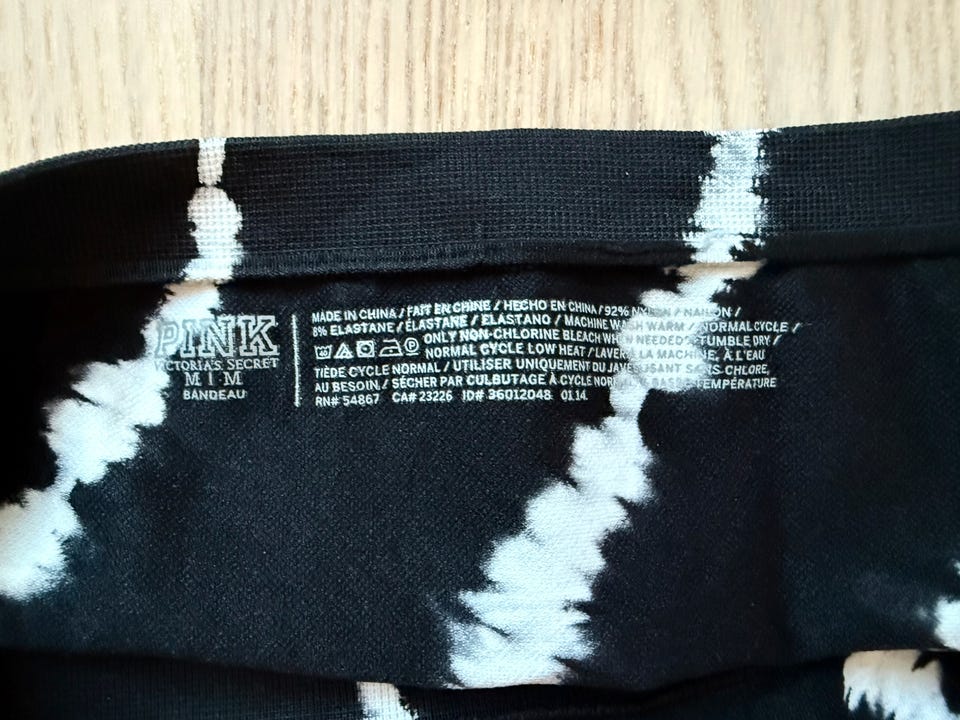 PINK
VICTORIA'S SECRET
M | M
BANDEAU
MADE IN CHINA / FAIT EN CHINE / HECHO EN CHINA / 92% NYLON / NAILON /
8% ELASTANE / ÉLASTANE / ELASTANO / MACHINE WASH WARM / NORMAL CYCLE /
ONLY NON-CHLORINE BLEACH WHEN NEEDED / TUMBLE DRY /
NORMAL CYCLE LOW HEAT / LAVER À LA MACHINE, À L'EAU
TIÈDE CYCLE NORMAL / UTILISER UNIQUEMENT DU JAVELLISANT SANS CHLORE,
AU BESOIN / SÉCHER PAR CULBUTAGE À CYCLE NORMAL À BASSE TEMPÉRATURE
RN# 54867 CA# 23226 ID# 36012048 01.14